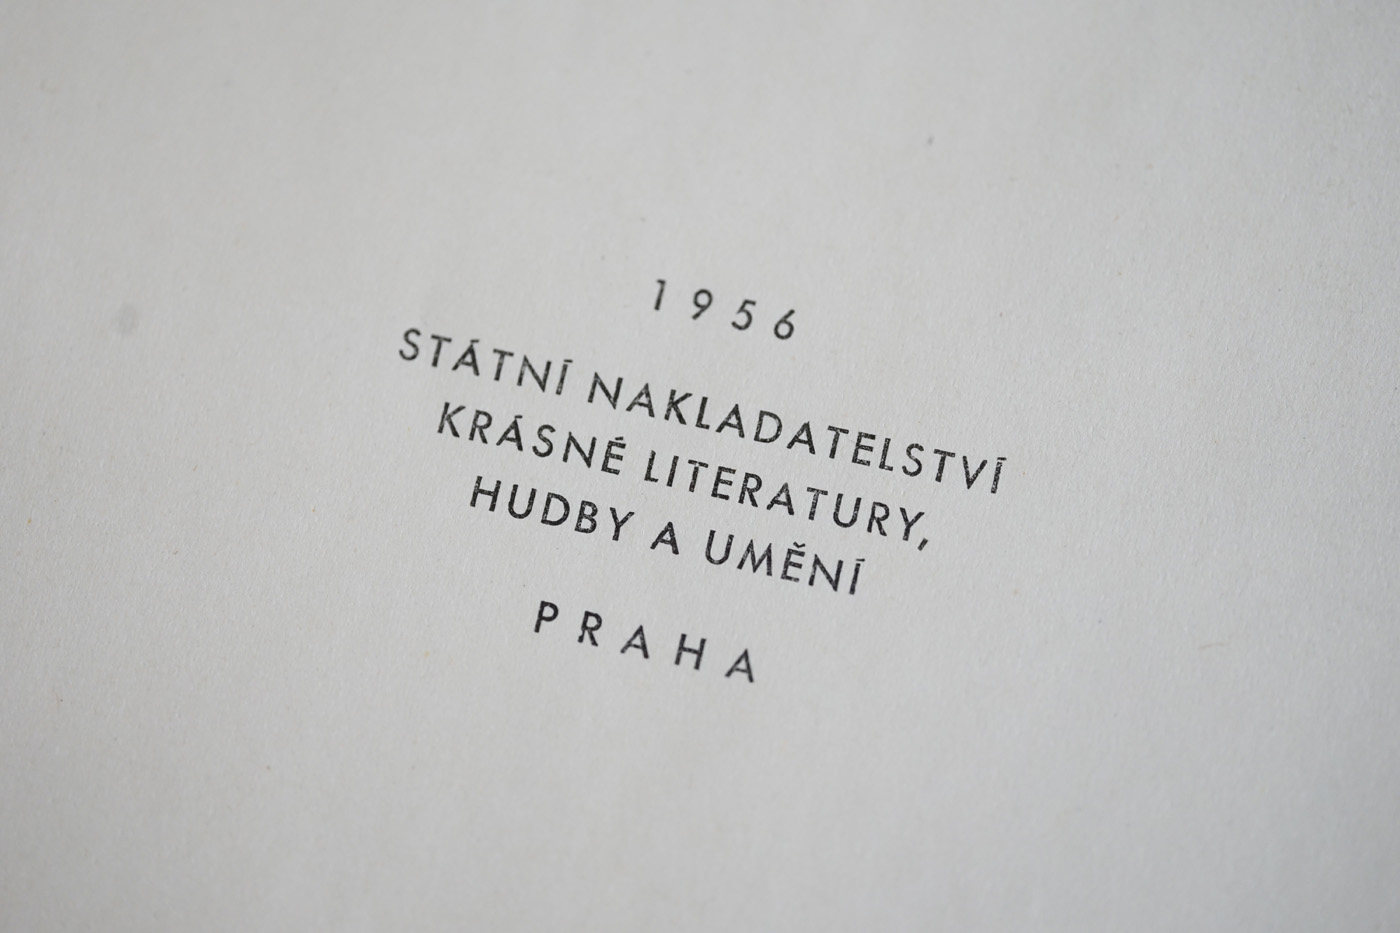 1956
STÁTNÍ NAKLADATELSTVÍ
KRÁSNÉ LITERATURY,
HUDBY A UMĚNÍ
PRAHA